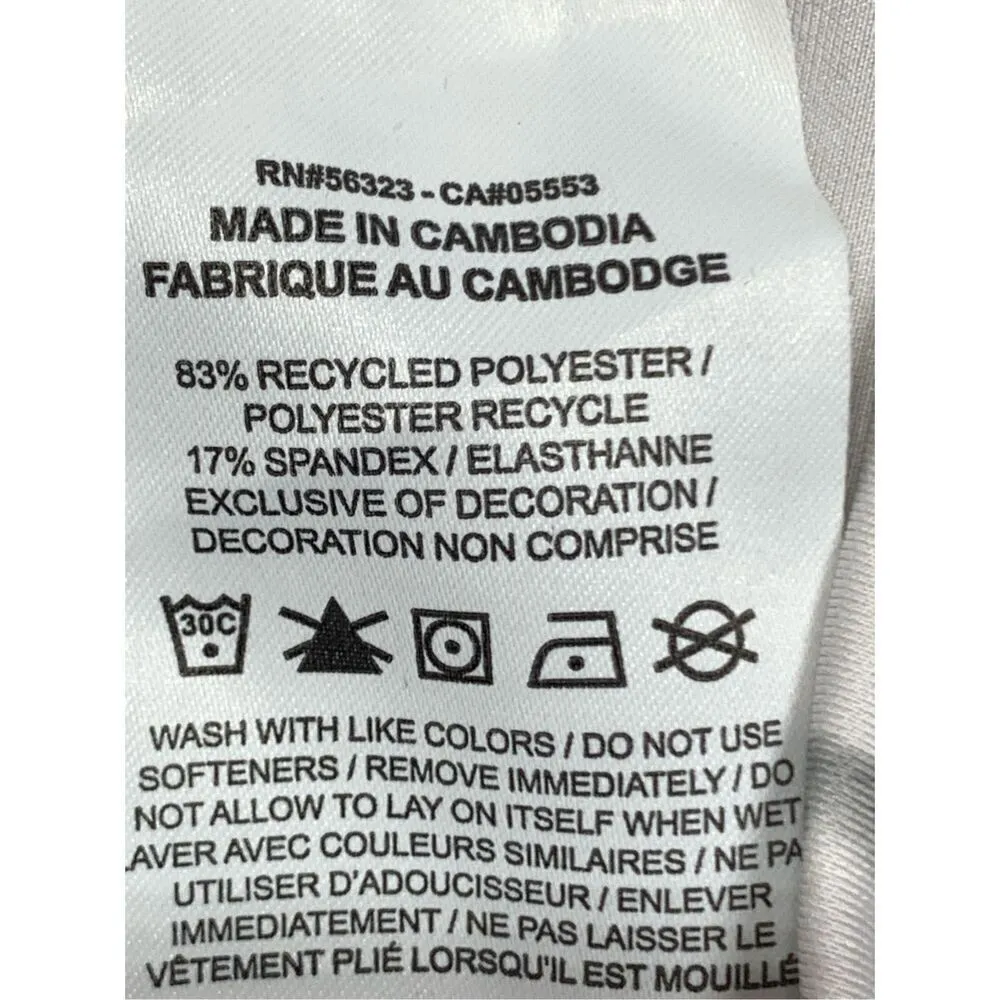 RN#56323 - CA#05553
MADE IN CAMBODIA
FABRIQUE AU CAMBODGE
83% RECYCLED POLYESTER /
POLYESTER RECYCLE
17% SPANDEX / ELASTHANNE
EXCLUSIVE OF DECORATION /
DECORATION NON COMPRISE
30C
WASH WITH LIKE COLORS / DO NOT USE
SOFTENERS / REMOVE IMMEDIATELY / DO
NOT ALLOW TO LAY ON ITSELF WHEN WET
AVER AVEC COULEURS SIMILAIRES / NE PA
UTILISER D'ADOUCISSEUR / ENLEVER
IMMEDIATEMENT / NE PAS LAISSER LE
VÊTEMENT PLIÉ LORSQU'IL EST MOUILLÉ